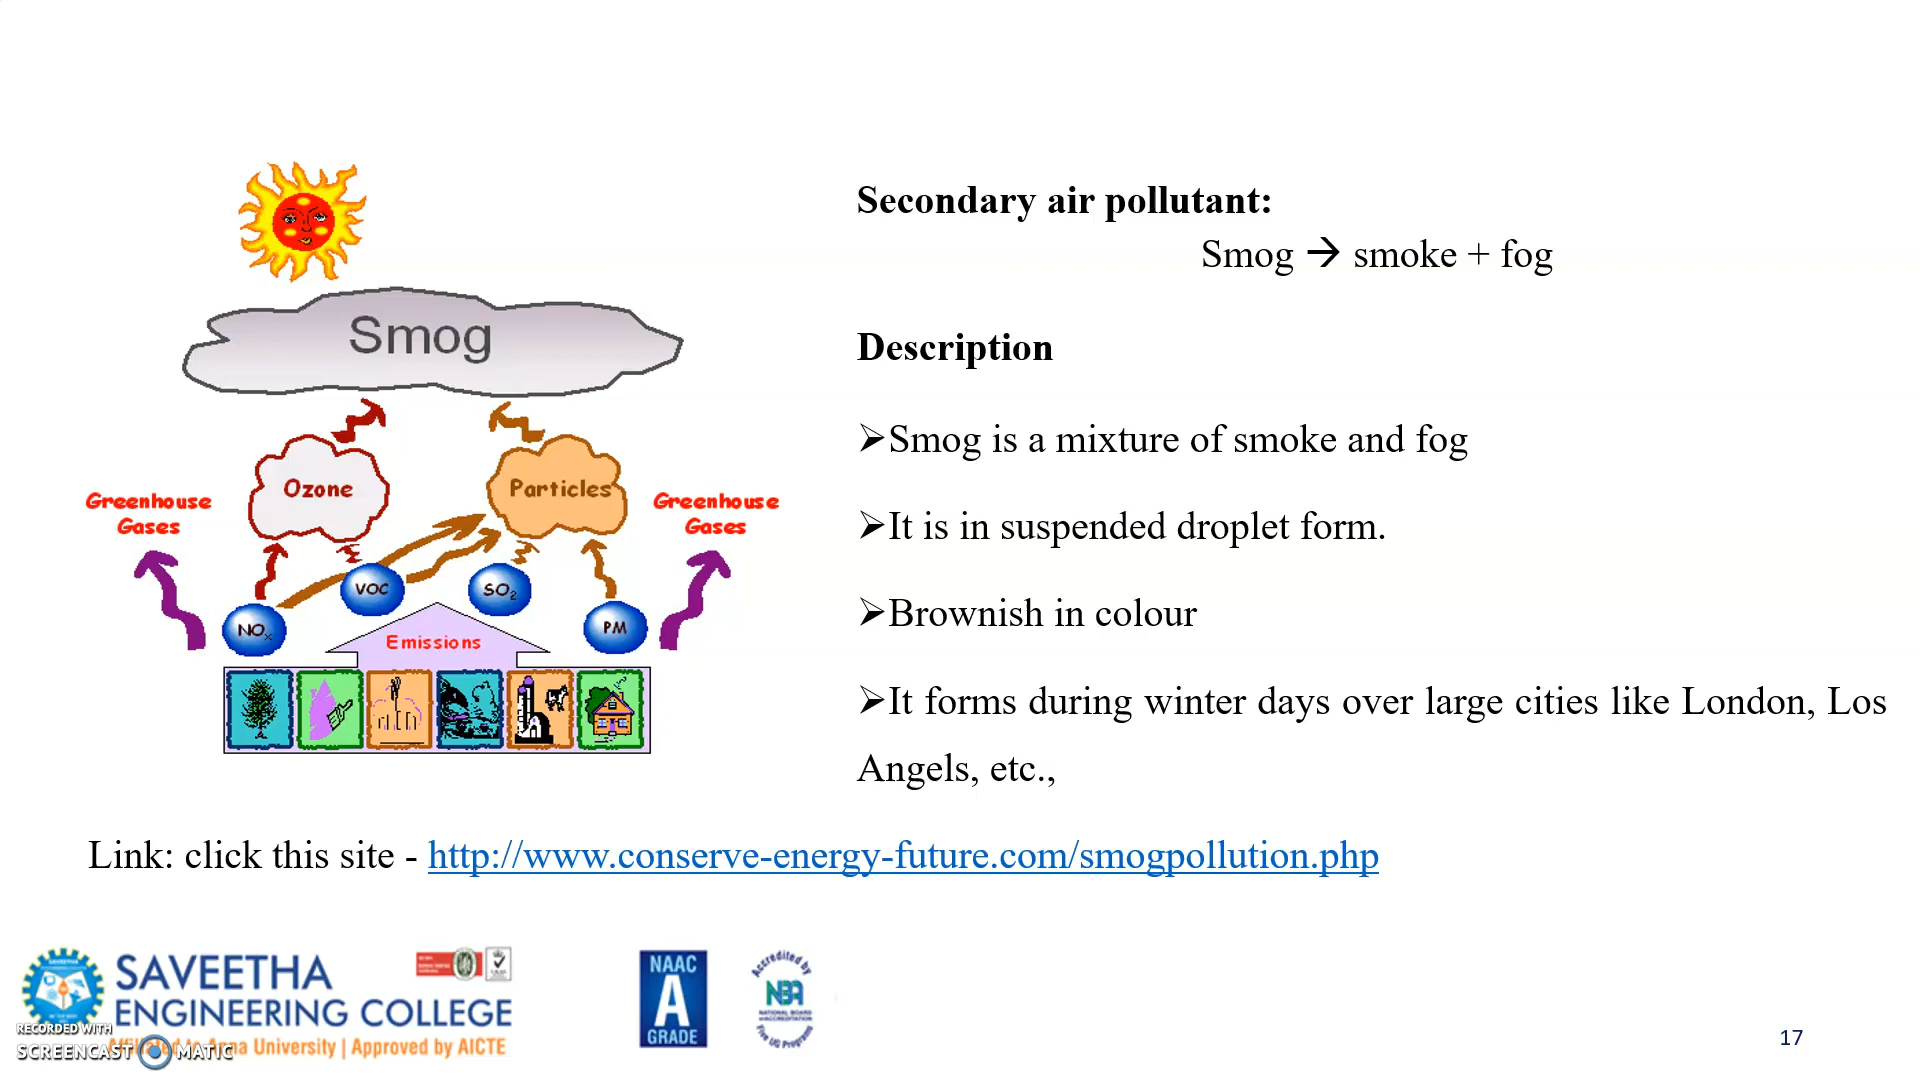 Secondary air pollutant:
Smog → smoke + fog
Description
➢Smog is a mixture of smoke and fog
➢It is in suspended droplet form.
➢Brownish in colour
➢It forms during winter days over large cities like London, Los
Angels, etc.,
Smog
Ozone
Particles
Greenhouse
Gases
Greenhouse
Gases
VOC
SO₂
NOₓ
PM
Emissions
Link: click this site - http://www.conserve-energy-future.com/smogpollution.php
SAVEETHA
ENGINEERING COLLEGE
Anna University | Approved by AICTE
NAAC
A
GRADE
Accredited by
NBA
NATIONAL BOARD
of ACCREDITATION
Five UG Programs
RECORDED WITH
SCREENCAST MATIC
17